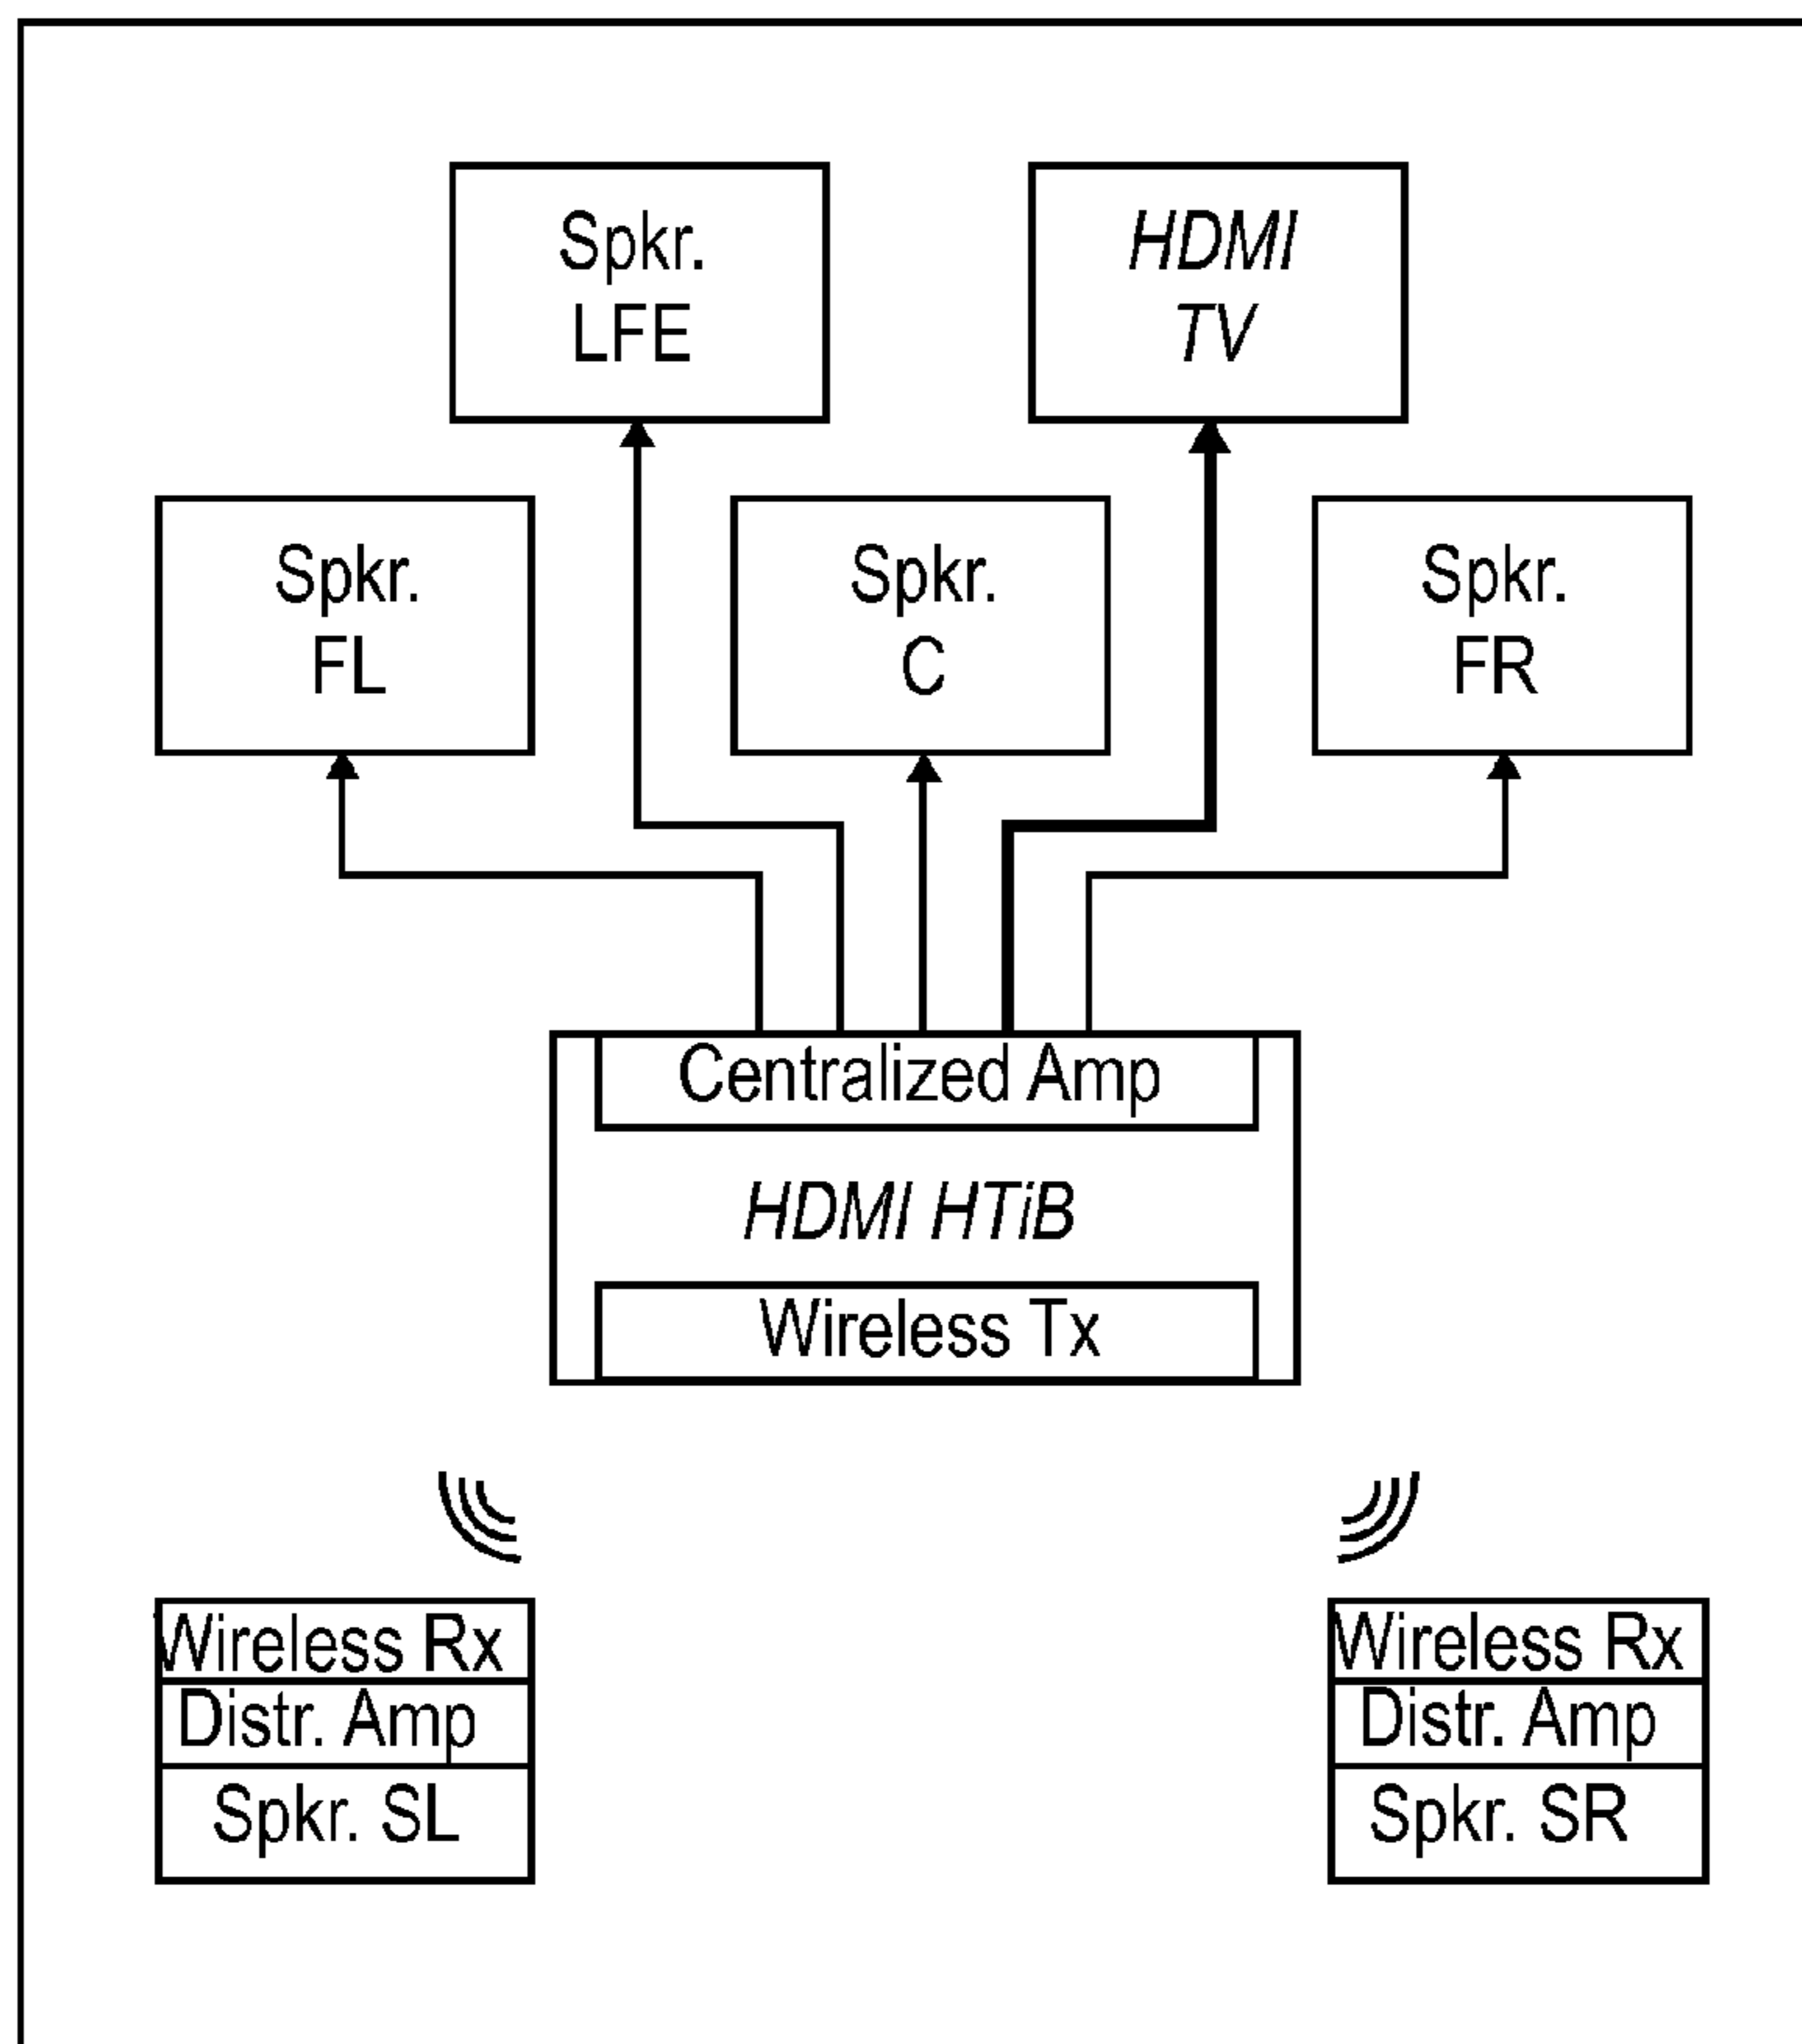 Spkr.
LFE
HDMI
TV
Spkr.
FL
Spkr.
C
Spkr.
FR
Centralized Amp
HDMI HTiB
Wireless Tx
Wireless Rx
Distr. Amp
Spkr. SL
Wireless Rx
Distr. Amp
Spkr. SR